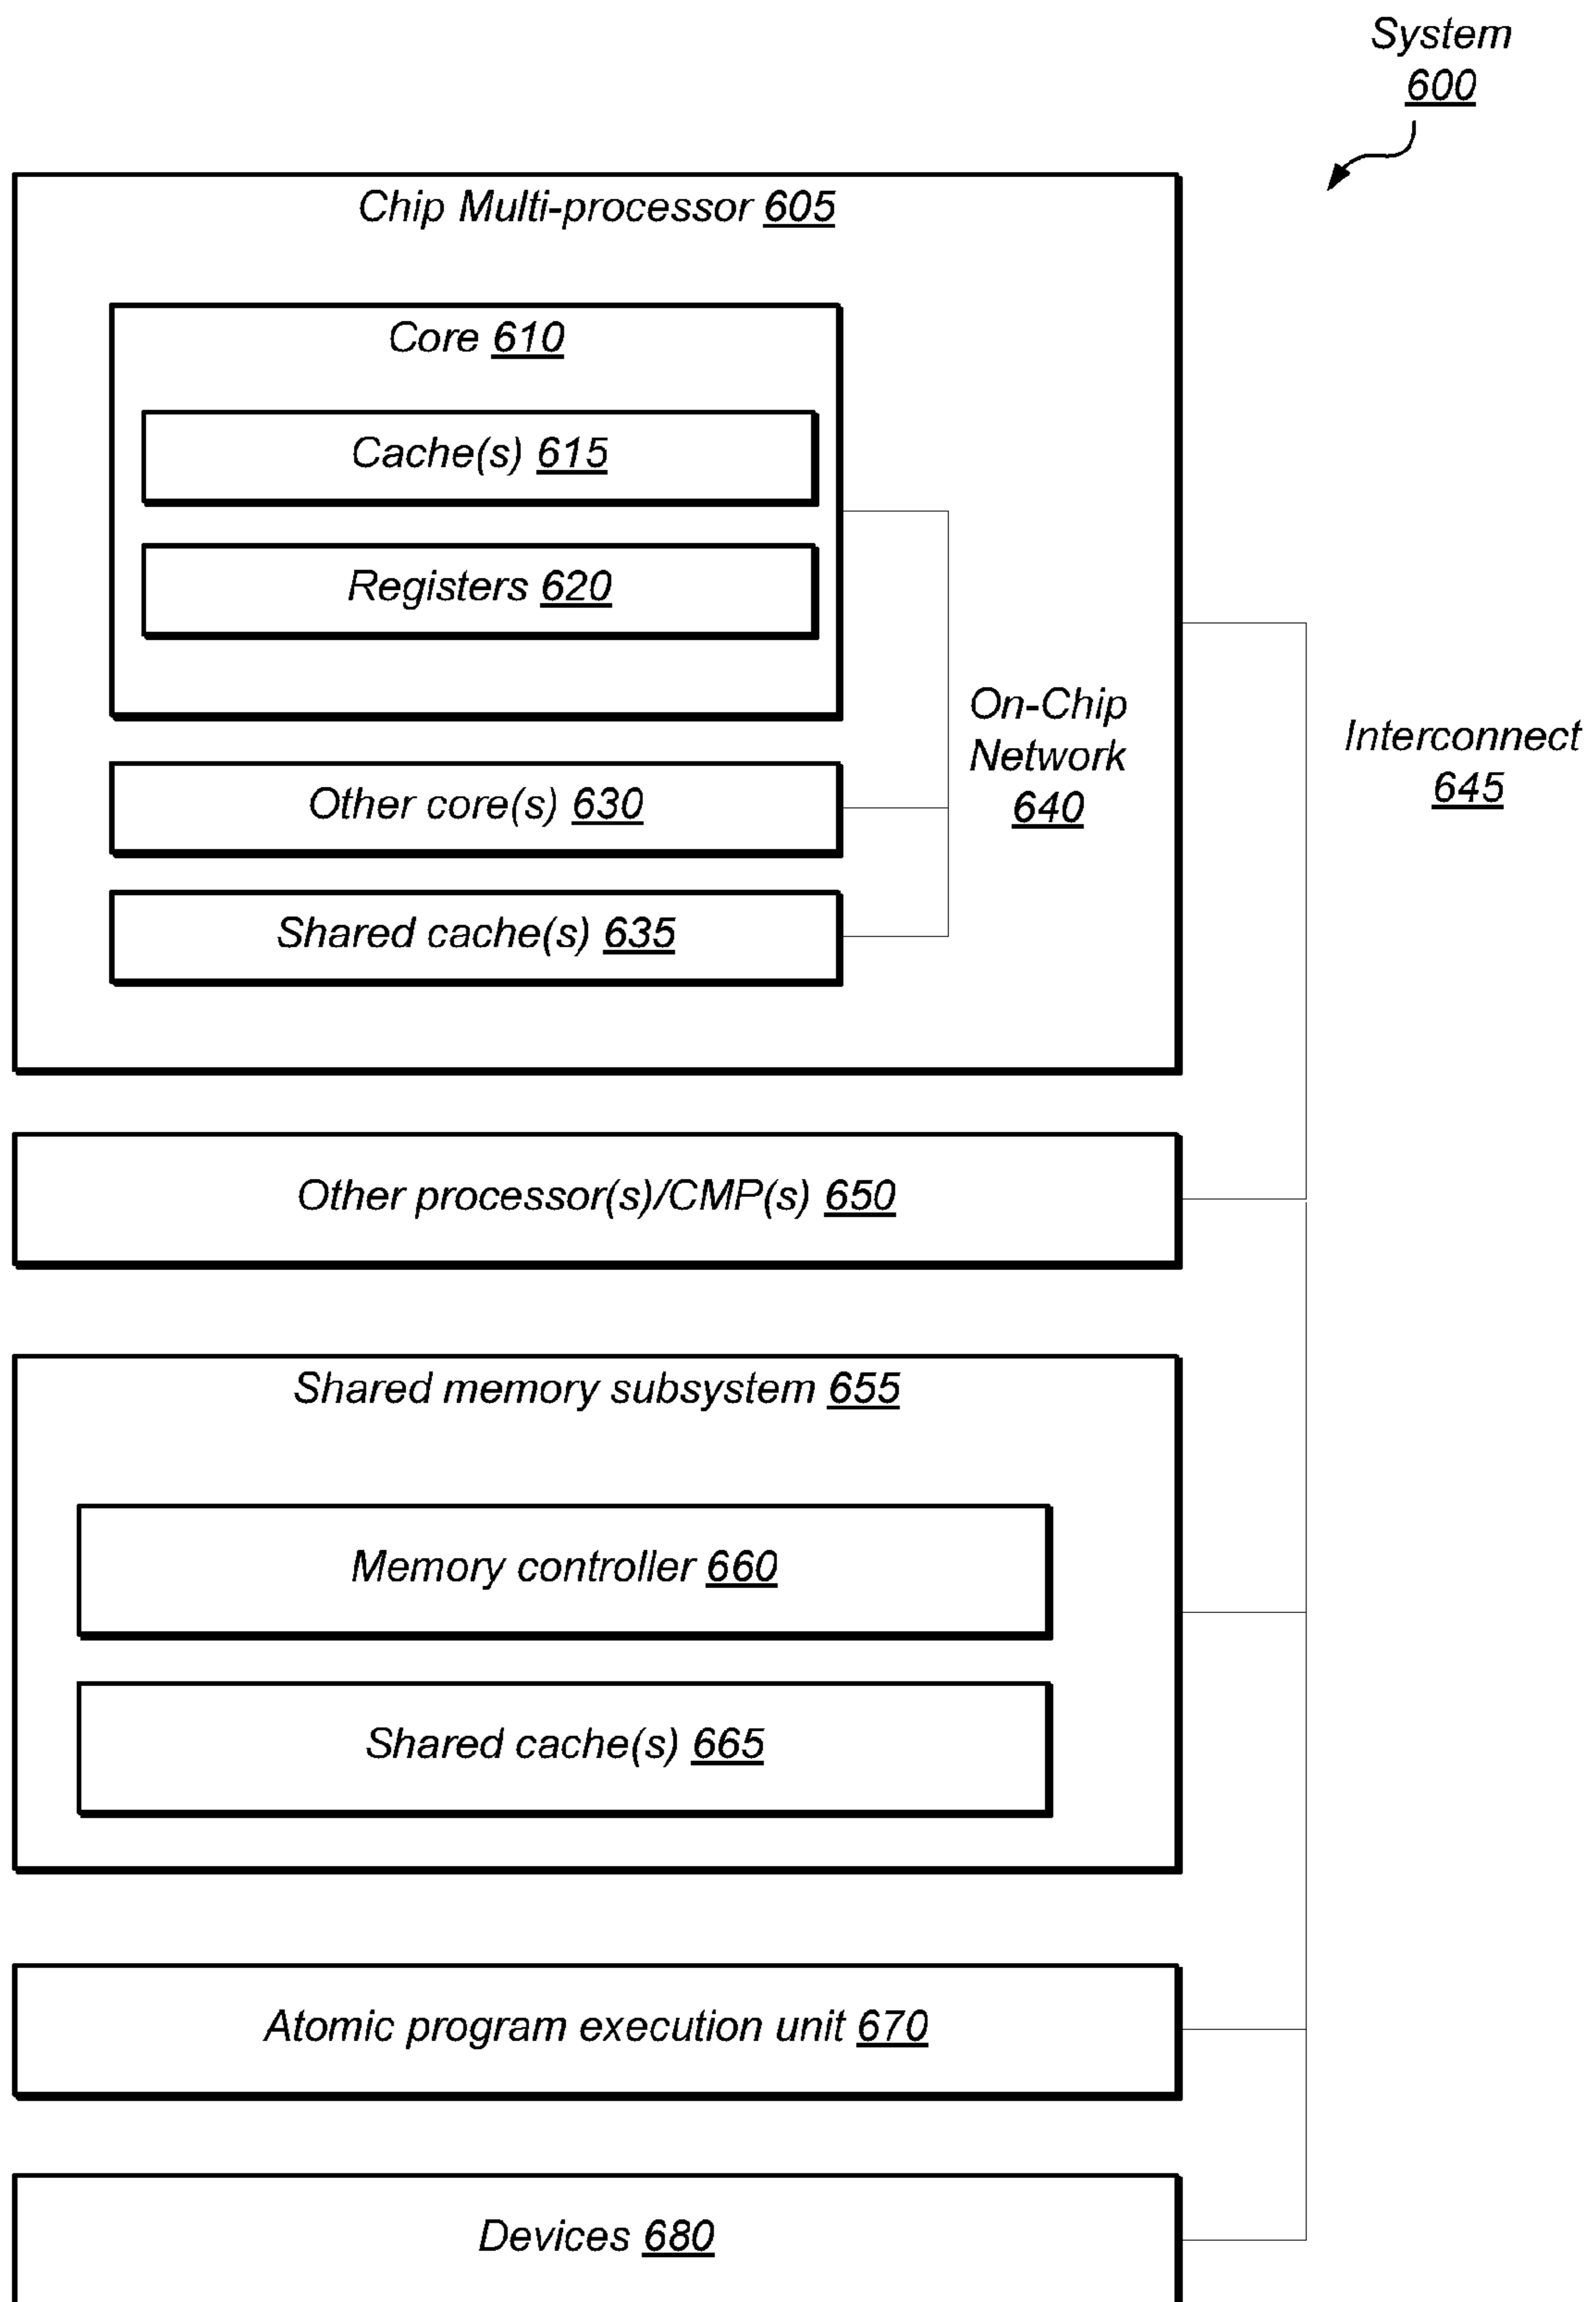 System
600
Chip Multi-processor 605
Core 610
Cache(s) 615
Registers 620
On-Chip
Network
640
Interconnect
645
Other core(s) 630
Shared cache(s) 635
Other processor(s)/CMP(s) 650
Shared memory subsystem 655
Memory controller 660
Shared cache(s) 665
Atomic program execution unit 670
Devices 680